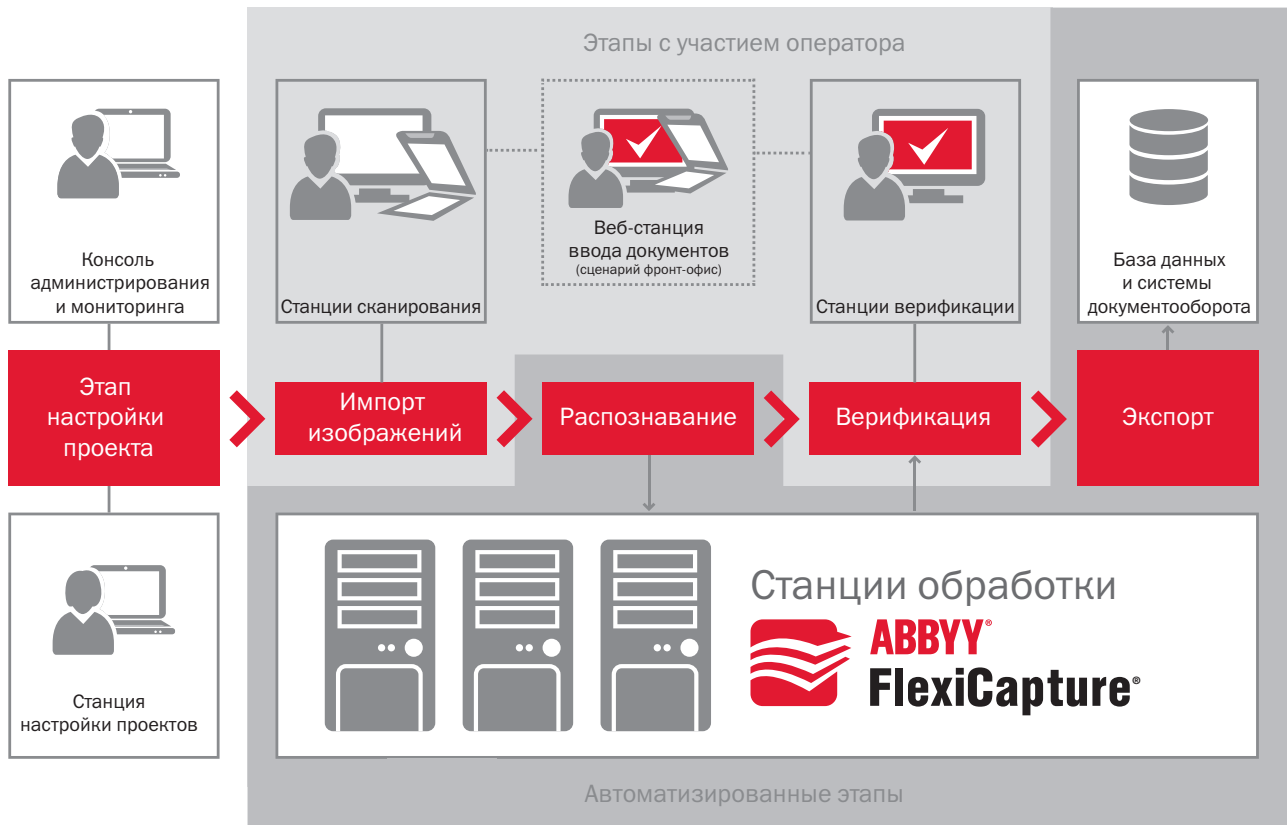 Этапы с участием оператора
Консоль
администрирования
и мониторинга
Станции сканирования
Веб-станция
ввода документов
(сценарий фронт-офис)
Станции верификации
База данных
и системы
документооборота
Этап
настройки
проекта
Импорт
изображений
Распознавание
Верификация
Экспорт
Станция
настройки проектов
Станции обработки
ABBYY®
FlexiCapture®
Автоматизированные этапы